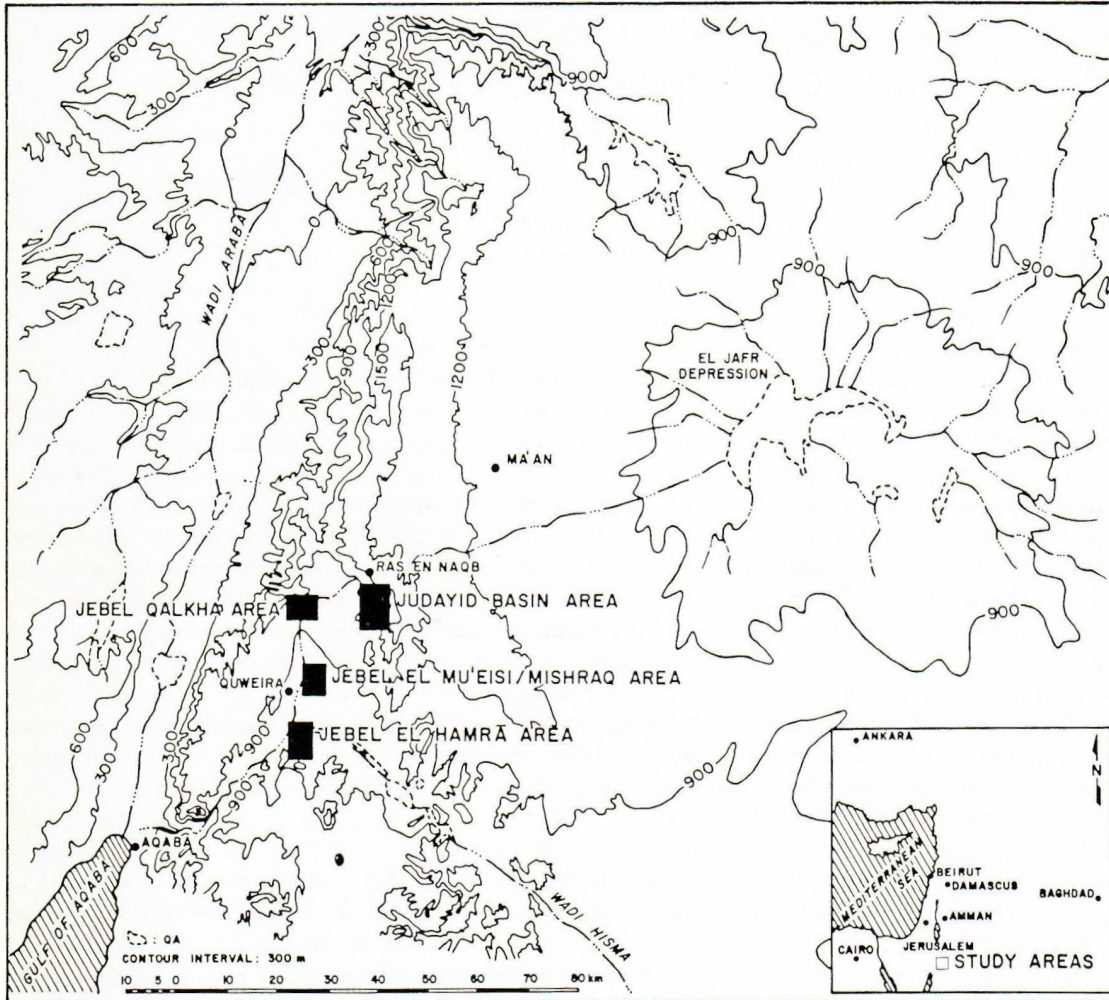 600
300
0
300
900
WADI ARABA
0
900
600
1200
900
900
EL JAFR
DEPRESSION
300
900
1500
1200
MA'AN
RAS EN NAQB
JEBEL QALKHA AREA
JUDAYID BASIN AREA
900
QUWEIRA
JEBEL EL MU'EISI/MISHRAQ AREA
600
300
300
900
JEBEL EL HAMRA AREA
900
900
AQABA
GULF OF AQABA
WADI HISMA
: QA
CONTOUR INTERVAL: 300 m
10 5 0 10 20 30 40 50 60 70 80 km
ANKARA
N
MEDITERRANEAM
SEA
BEIRUT
DAMASCUS
BAGHDAD
AMMAN
JERUSALEM
CAIRO
STUDY AREAS